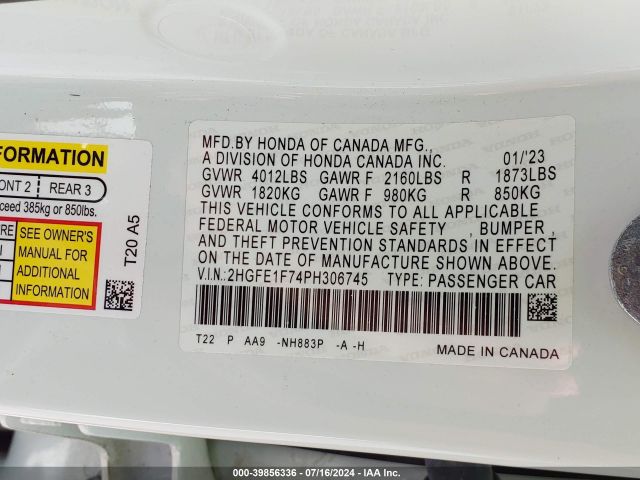 FORMATION
ONT 2 | REAR 3
ceed 385kg or 850lbs.
RE
SEE OWNER'S
MANUAL FOR
ADDITIONAL
INFORMATION
T20 A5
MFD.BY HONDA OF CANADA MFG.,
A DIVISION OF HONDA CANADA INC. 01/'23
GVWR 4012LBS GAWR F 2160LBS R 1873LBS
GVWR 1820KG GAWR F 980KG R 850KG
THIS VEHICLE CONFORMS TO ALL APPLICABLE
FEDERAL MOTOR VEHICLE SAFETY , BUMPER ,
AND THEFT PREVENTION STANDARDS IN EFFECT
ON THE DATE OF MANUFACTURE SHOWN ABOVE.
V.I.N.:2HGFE1F74PH306745 TYPE: PASSENGER CAR
T22 P AA9 -NH883P -A -H
MADE IN CANADA
000-39856336 / 07/16/2024 - IAA Inc.